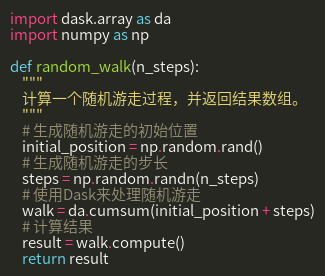 import dask.array as da
import numpy as np

def random_walk(n_steps):
    """
    计算一个随机游走过程，并返回结果数组。
    """
    # 生成随机游走的初始位置
    initial_position = np.random.rand()
    # 生成随机游走的步长
    steps = np.random.randn(n_steps)
    # 使用Dask来处理随机游走
    walk = da.cumsum(initial_position + steps)
    # 计算结果
    result = walk.compute()
    return result